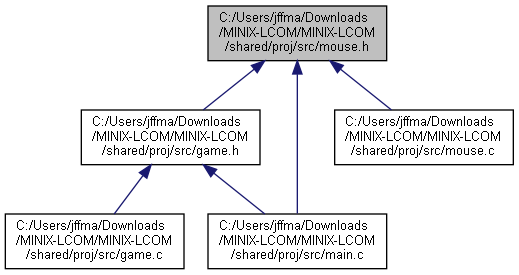 C:/Users/jffma/Downloads
/MINIX-LCOM/MINIX-LCOM
/shared/proj/src/mouse.h
C:/Users/jffma/Downloads
/MINIX-LCOM/MINIX-LCOM
/shared/proj/src/game.h
C:/Users/jffma/Downloads
/MINIX-LCOM/MINIX-LCOM
/shared/proj/src/mouse.c
C:/Users/jffma/Downloads
/MINIX-LCOM/MINIX-LCOM
/shared/proj/src/game.c
C:/Users/jffma/Downloads
/MINIX-LCOM/MINIX-LCOM
/shared/proj/src/main.c